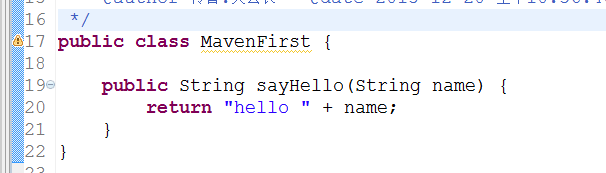 16 */
17 public class MavenFirst {
18
19 public String sayHello(String name) {
20 return "hello " + name;
21 }
22 }